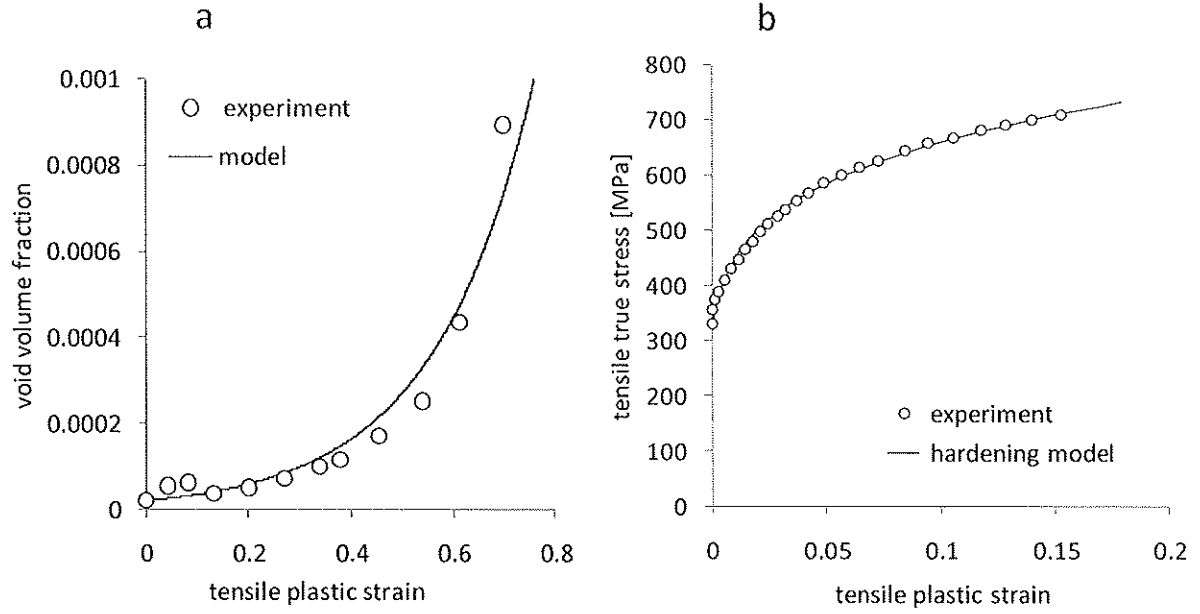 a
0.001
0.0008
0.0006
0.0004
0.0002
0
void volume fraction
experiment
model
0
0.2
0.4
0.6
0.8
tensile plastic strain
b
800
700
600
500
400
300
200
100
0
tensile true stress [MPa]
experiment
hardening model
0
0.05
0.1
0.15
0.2
tensile plastic strain